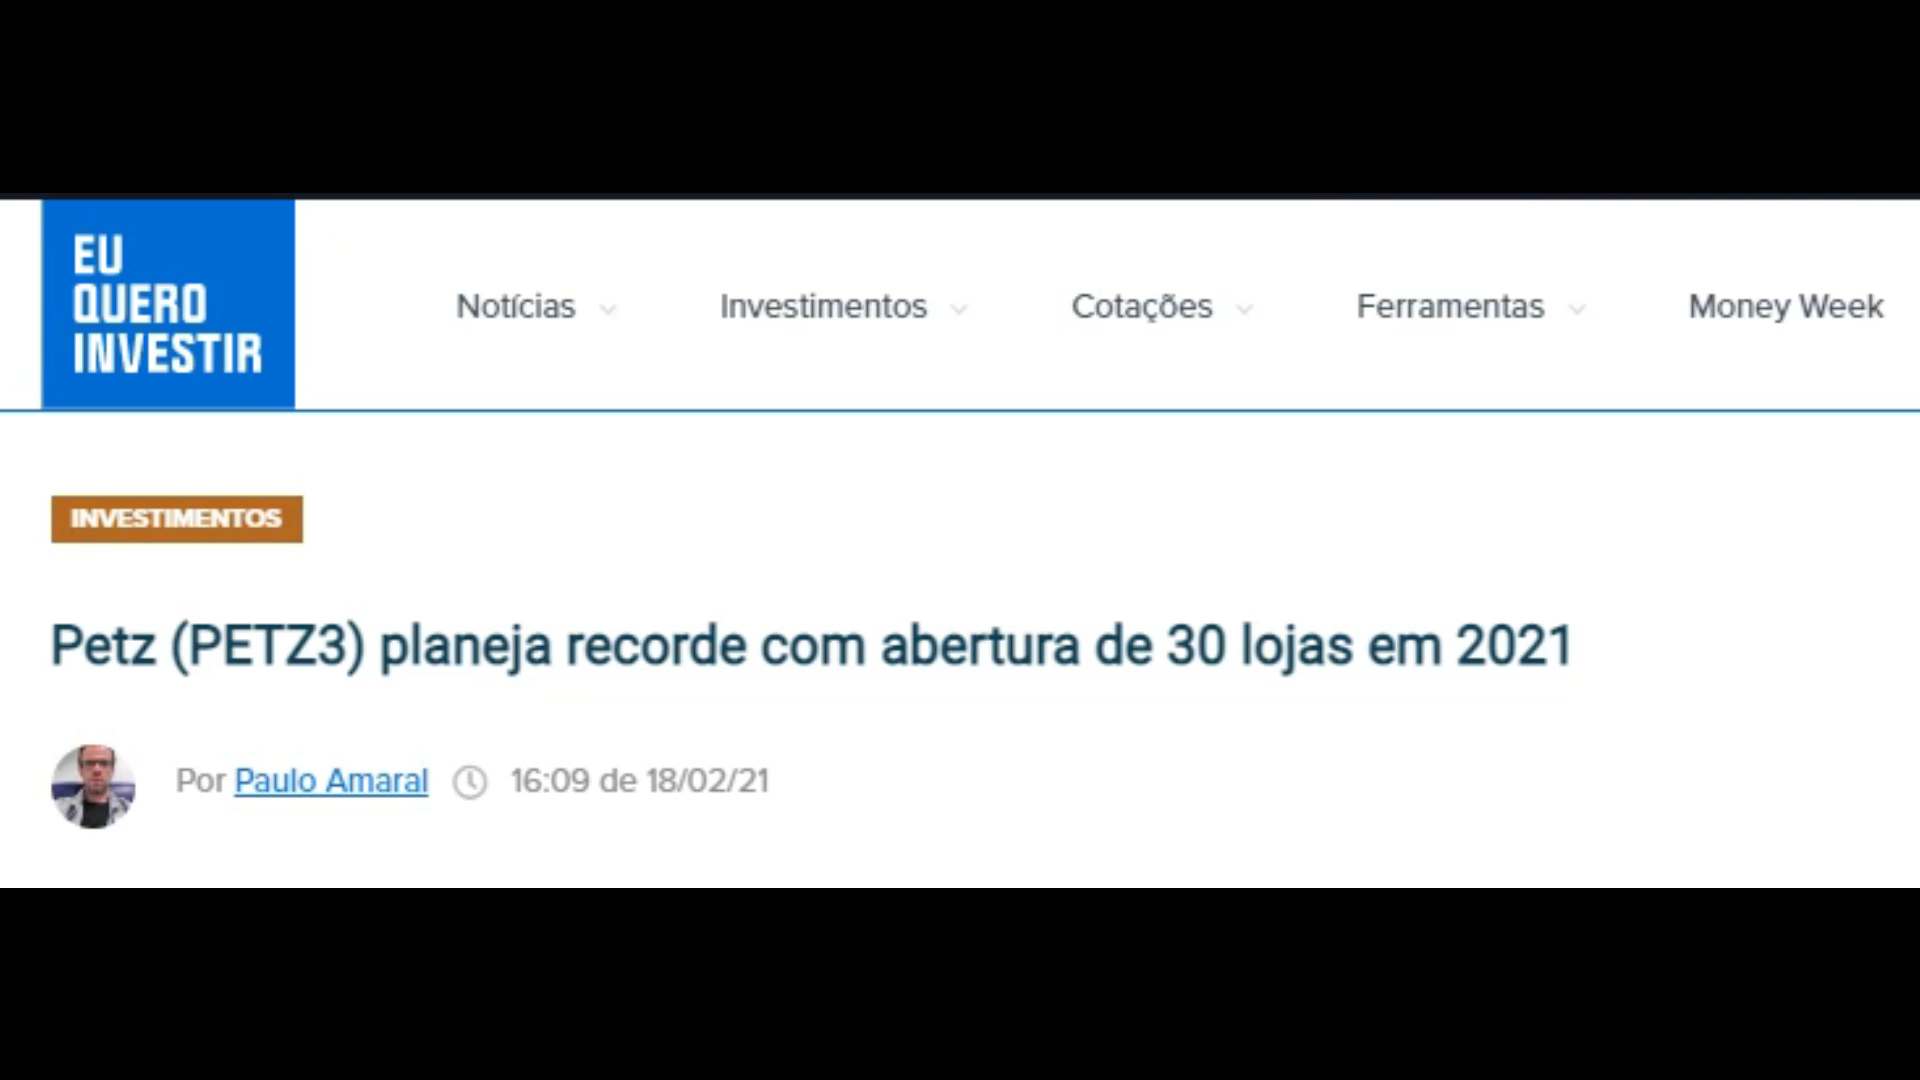 EU
QUERO
INVESTIR
Notícias Investimentos Cotações Ferramentas Money Week
INVESTIMENTOS
Petz (PETZ3) planeja recorde com abertura de 30 lojas em 2021
Por Paulo Amaral 16:09 de 18/02/21